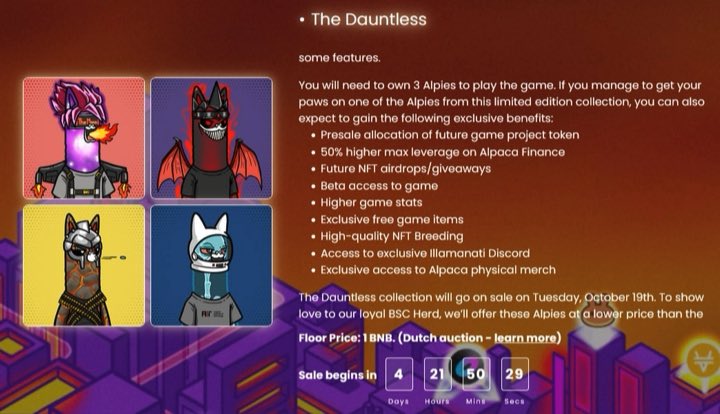 • The Dauntless
some features.
You will need to own 3 Alpies to play the game. If you manage to get your
paws on one of the Alpies from this limited edition collection, you can also
expect to gain the following exclusive benefits:
• Presale allocation of future game project token
• 50% higher max leverage on Alpaca Finance
• Future NFT airdrops/giveaways
• Beta access to game
• Higher game stats
• Exclusive free game items
• High-quality NFT Breeding
• Access to exclusive Illamanati Discord
• Exclusive access to Alpaca physical merch
The Dauntless collection will go on sale on Tuesday, October 19th. To show
love to our loyal BSC Herd, we'll offer these Alpies at a lower price than the
Floor Price: 1 BNB. (Dutch auction - learn more)
Sale begins in 4 21 50 29
Days Hours Mins Secs